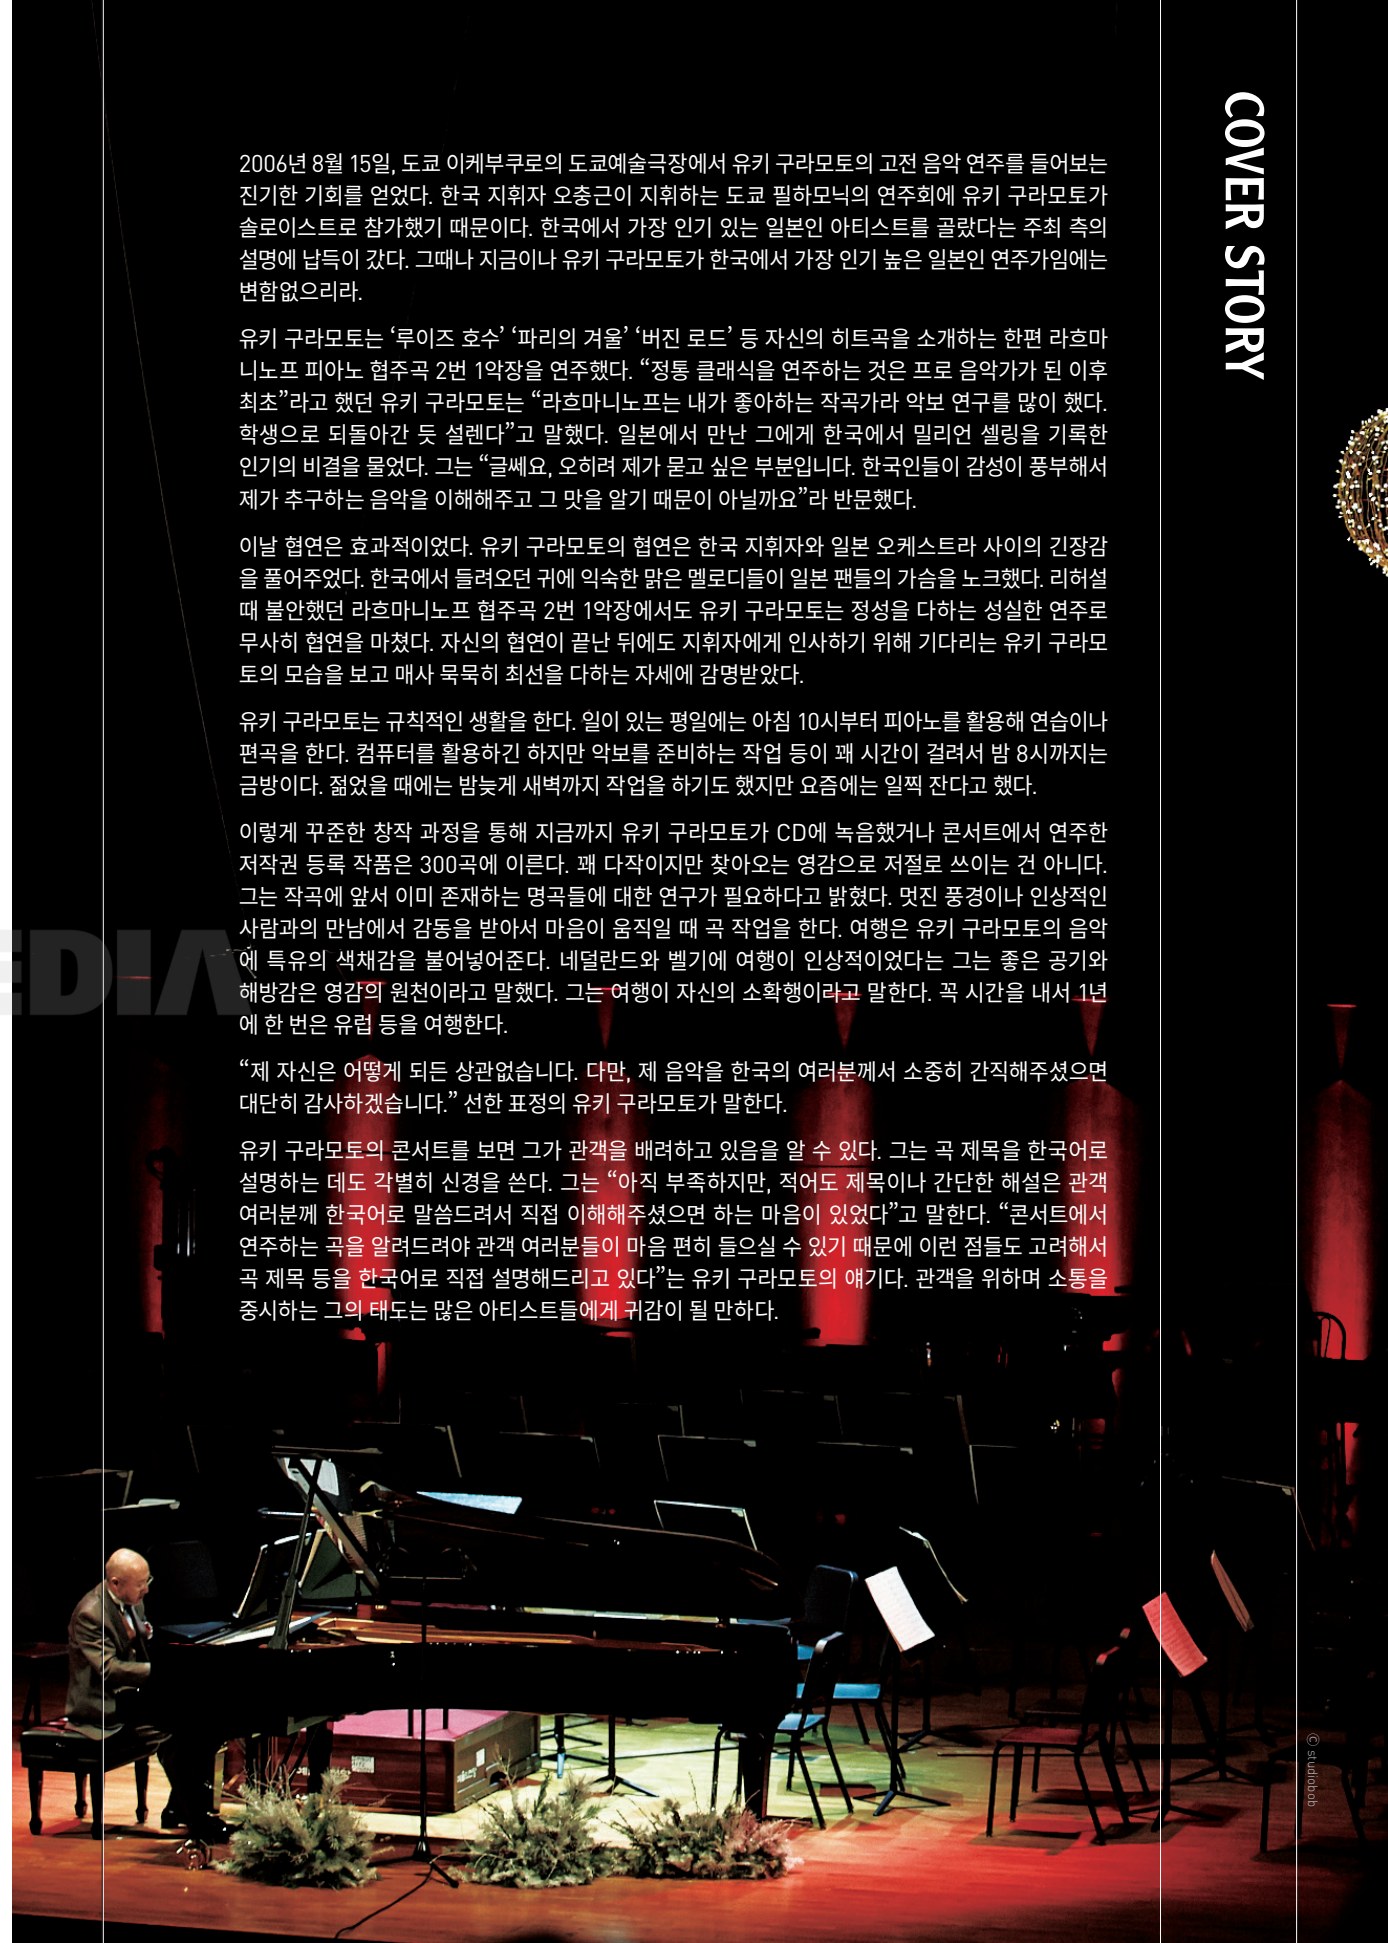 COVER STORY
2006년 8월 15일, 도쿄 이케부쿠로의 도쿄예술극장에서 유키 구라모토의 고전 음악 연주를 들어보는
진기한 기회를 얻었다. 한국 지휘자 오충근이 지휘하는 도쿄 필하모닉의 연주회에 유키 구라모토가
솔로이스트로 참가했기 때문이다. 한국에서 가장 인기 있는 일본인 아티스트를 골랐다는 주최 측의
설명에 납득이 갔다. 그때나 지금이나 유키 구라모토가 한국에서 가장 인기 높은 일본인 연주가임에는
변함없으리라.
유키 구라모토는 ‘루이즈 호수’ ‘파리의 겨울’ ‘버진 로드’ 등 자신의 히트곡을 소개하는 한편 라흐마
니노프 피아노 협주곡 2번 1악장을 연주했다. “정통 클래식을 연주하는 것은 프로 음악가가 된 이후
최초”라고 했던 유키 구라모토는 “라흐마니노프는 내가 좋아하는 작곡가라 악보 연구를 많이 했다.
학생으로 되돌아간 듯 설렌다”고 말했다. 일본에서 만난 그에게 한국에서 밀리언 셀링을 기록한
인기의 비결을 물었다. 그는 “글쎄요, 오히려 제가 묻고 싶은 부분입니다. 한국인들이 감성이 풍부해서
제가 추구하는 음악을 이해해주고 그 맛을 알기 때문이 아닐까요”라 반문했다.
이날 협연은 효과적이었다. 유키 구라모토의 협연은 한국 지휘자와 일본 오케스트라 사이의 긴장감
을 풀어주었다. 한국에서 들려오던 귀에 익숙한 맑은 멜로디들이 일본 팬들의 가슴을 노크했다. 리허설
때 불안했던 라흐마니노프 협주곡 2번 1악장에서도 유키 구라모토는 정성을 다하는 성실한 연주로
무사히 협연을 마쳤다. 자신의 협연이 끝난 뒤에도 지휘자에게 인사하기 위해 기다리는 유키 구라모
토의 모습을 보고 매사 묵묵히 최선을 다하는 자세에 감명받았다.
유키 구라모토는 규칙적인 생활을 한다. 일이 있는 평일에는 아침 10시부터 피아노를 활용해 연습이나
편곡을 한다. 컴퓨터를 활용하긴 하지만 악보를 준비하는 작업 등이 꽤 시간이 걸려서 밤 8시까지는
금방이다. 젊었을 때에는 밤늦게 새벽까지 작업을 하기도 했지만 요즘에는 일찍 잔다고 했다.
이렇게 꾸준한 창작 과정을 통해 지금까지 유키 구라모토가 CD에 녹음했거나 콘서트에서 연주한
저작권 등록 작품은 300곡에 이른다. 꽤 다작이지만 찾아오는 영감으로 저절로 쓰이는 건 아니다.
그는 작곡에 앞서 이미 존재하는 명곡들에 대한 연구가 필요하다고 밝혔다. 멋진 풍경이나 인상적인
사람과의 만남에서 감동을 받아서 마음이 움직일 때 곡 작업을 한다. 여행은 유키 구라모토의 음악
에 특유의 색채감을 불어넣어준다. 네덜란드와 벨기에 여행이 인상적이었다는 그는 좋은 공기와
해방감은 영감의 원천이라고 말했다. 그는 여행이 자신의 소확행이라고 말한다. 꼭 시간을 내서 1년
에 한 번은 유럽 등을 여행한다.
“제 자신은 어떻게 되든 상관없습니다. 다만, 제 음악을 한국의 여러분께서 소중히 간직해주셨으면
대단히 감사하겠습니다.” 선한 표정의 유키 구라모토가 말한다.
유키 구라모토의 콘서트를 보면 그가 관객을 배려하고 있음을 알 수 있다. 그는 곡 제목을 한국어로
설명하는 데도 각별히 신경을 쓴다. 그는 “아직 부족하지만, 적어도 제목이나 간단한 해설은 관객
여러분께 한국어로 말씀드려서 직접 이해해주셨으면 하는 마음이 있었다”고 말한다. “콘서트에서
연주하는 곡을 알려드려야 관객 여러분들이 마음 편히 들으실 수 있기 때문에 이런 점들도 고려해서
곡 제목 등을 한국어로 직접 설명해드리고 있다”는 유키 구라모토의 얘기다. 관객을 위하며 소통을
중시하는 그의 태도는 많은 아티스트들에게 귀감이 될 만하다.
EDIA
© studiobob